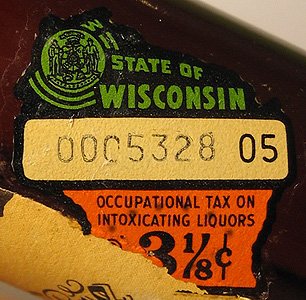 STATE OF
WISCONSIN
0005328 05
OCCUPATIONAL TAX ON
INTOXICATING LIQUORS
3 1/8¢